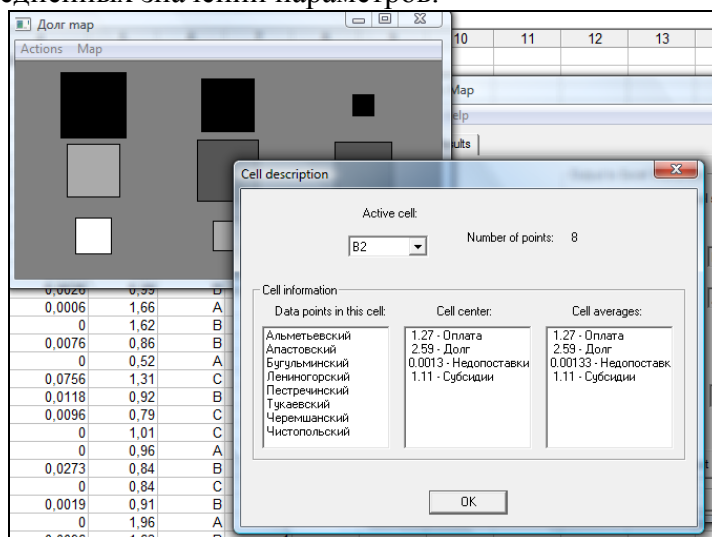 значений параметров.
Долг map
Actions Map
10 11 12 13
Map
Cell description
Active cell:
B2
Number of points: 8
Cell information
Data points in this cell:
Альметьевский
Апастовский
Бугульминский
Лениногорский
Пестречинский
Тукаевский
Черемшанский
Чистопольский
Cell center:
1.27 - Оплата
2.59 - Долг
0.0013 - Недопоставки
1.11 - Субсидии
Cell averages:
1.27 - Оплата
2.59 - Долг
0.00133 - Недопоставк
1.11 - Субсидии
OK
0,0006 1,66 A
0 1,62 B
0,0076 0,86 B
0 0,52 A
0,0756 1,31 C
0,0118 0,92 B
0,0096 0,79 C
0 1,01 C
0 0,96 A
0,0273 0,84 B
0 0,84 C
0,0019 0,91 B
0 1,96 A